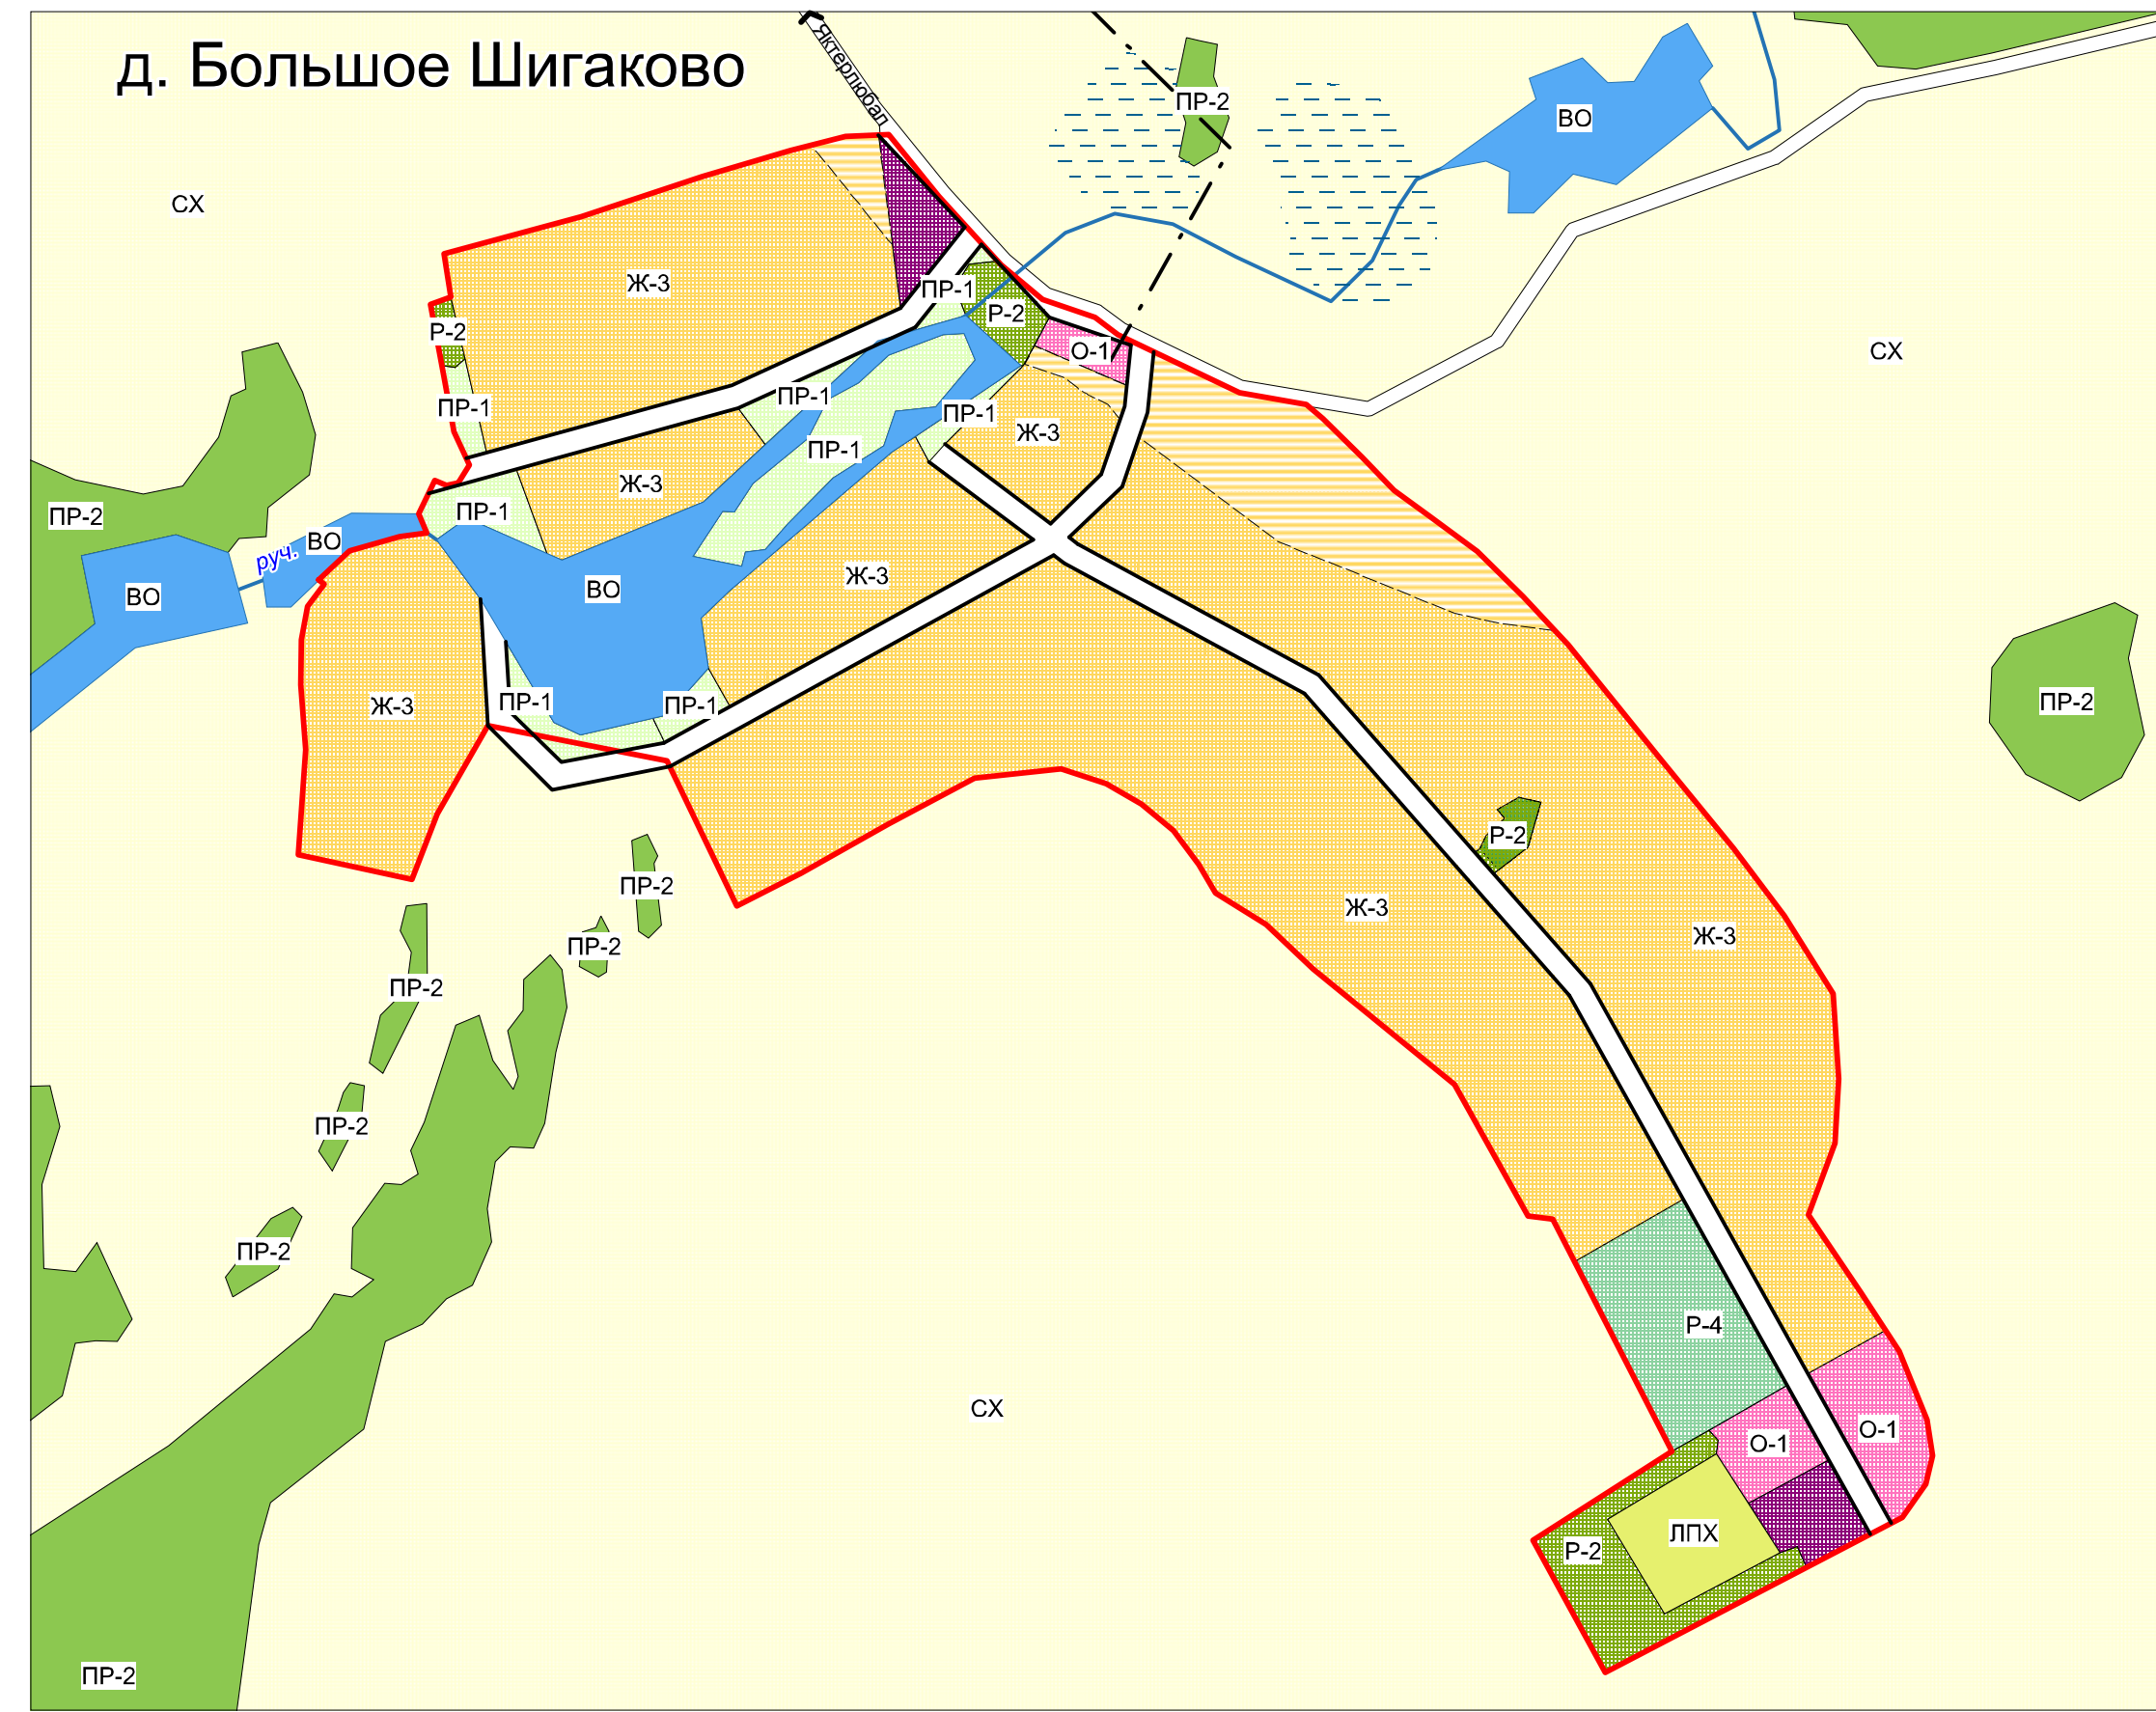 д. Большое Шигаково
Яктерлюбал
ПР-2
ВО
СХ
Ж-3
ПР-1
Р-2
Р-2
О-1
СХ
ПР-1
ПР-1
ПР-1
Ж-3
ПР-1
Ж-3
ПР-1
ПР-2
ВО
руч.
ВО
ВО
Ж-3
Ж-3
ПР-1
ПР-1
ПР-2
Р-2
ПР-2
Ж-3
Ж-3
ПР-2
ПР-2
ПР-2
ПР-2
Р-4
СХ
О-1
О-1
ЛПХ
Р-2
ПР-2